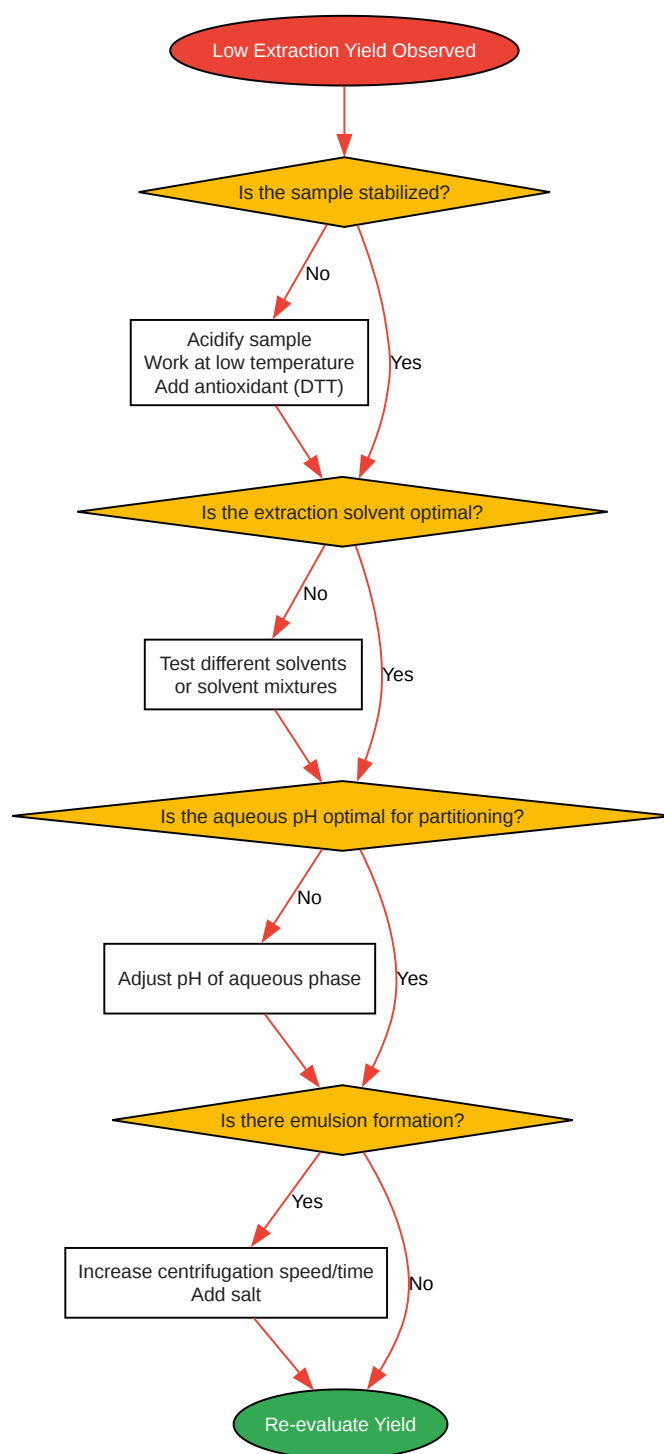 Low Extraction Yield Observed
Is the sample stabilized?
No
Acidify sample
Work at low temperature
Add antioxidant (DTT)
Yes
Is the extraction solvent optimal?
No
Test different solvents
or solvent mixtures
Yes
Is the aqueous pH optimal for partitioning?
No
Adjust pH of aqueous phase
Yes
Is there emulsion formation?
Yes
Increase centrifugation speed/time
Add salt
No
Re-evaluate Yield